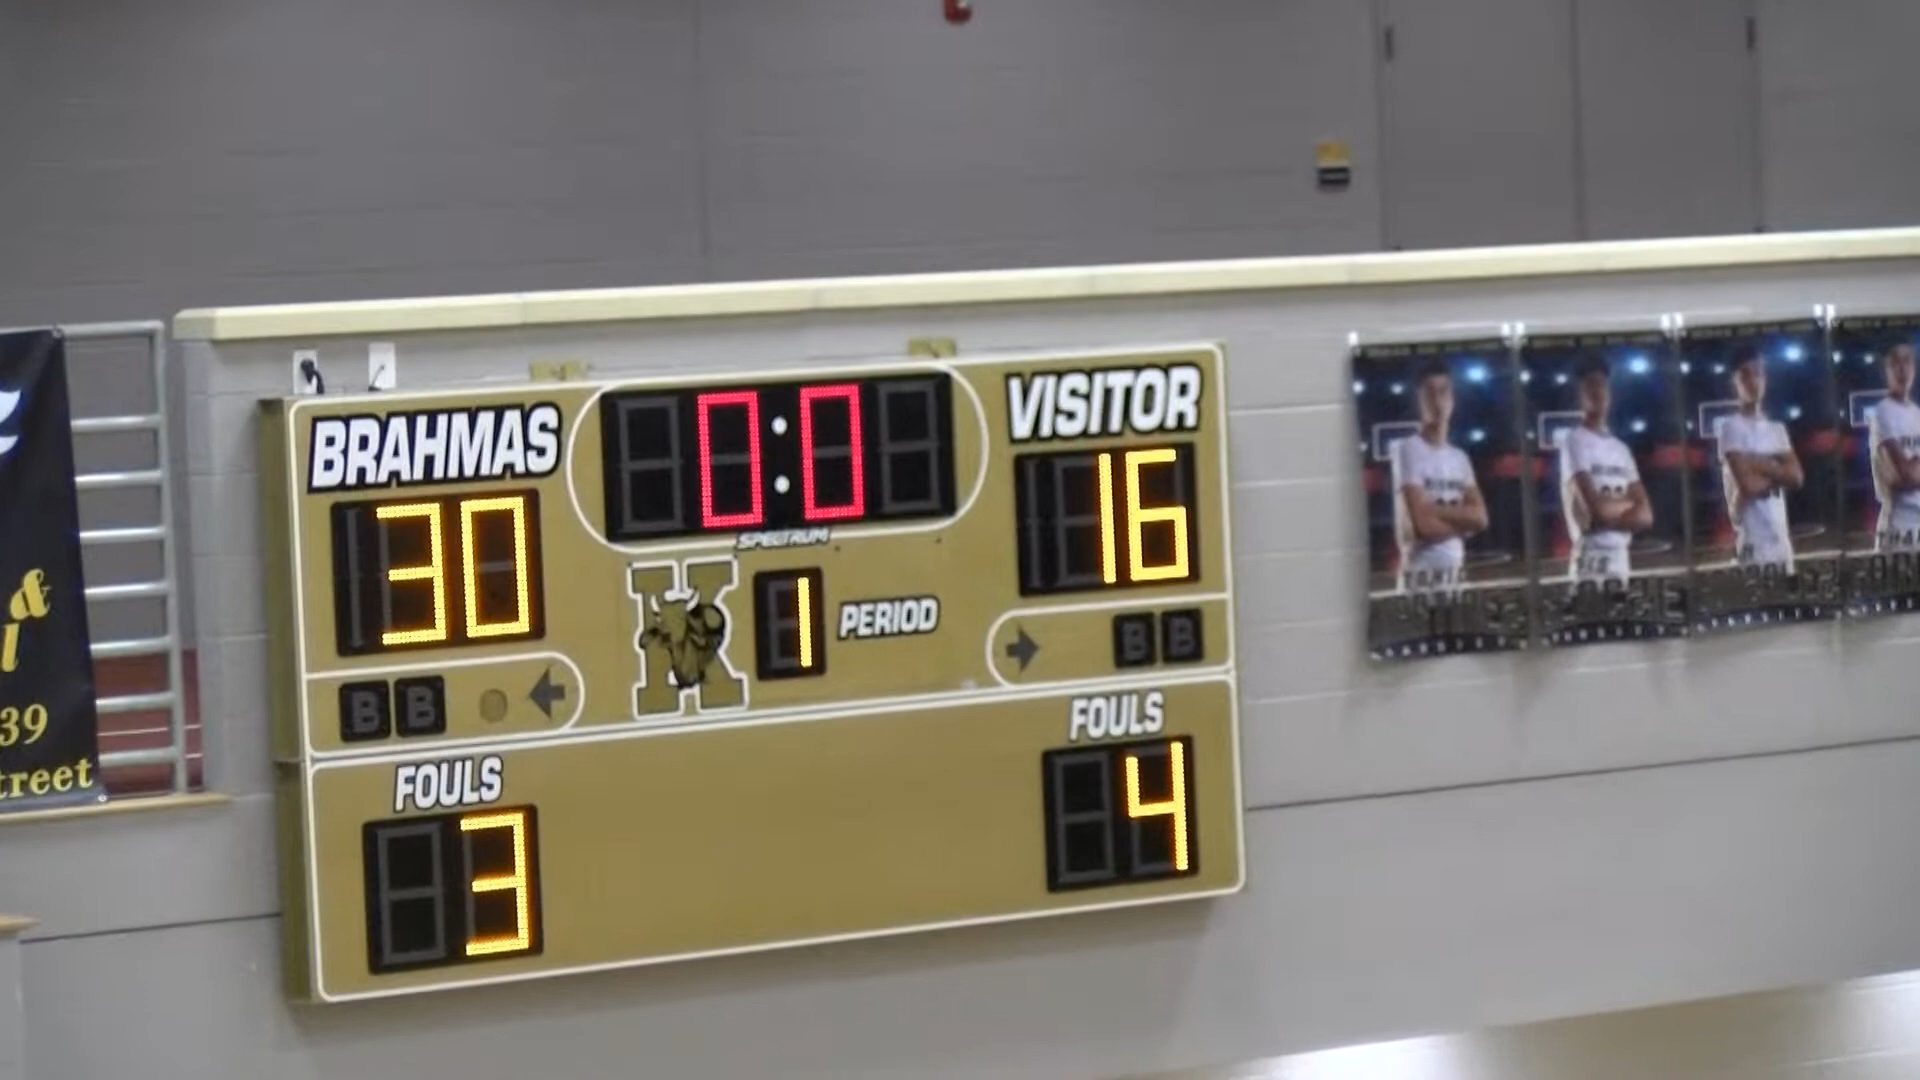 BRAHMAS
0:0
VISITOR
30
16
SPECTRUM
1 PERIOD
K
B B
B B
FOULS
FOULS
3
4
&
l
39
treet